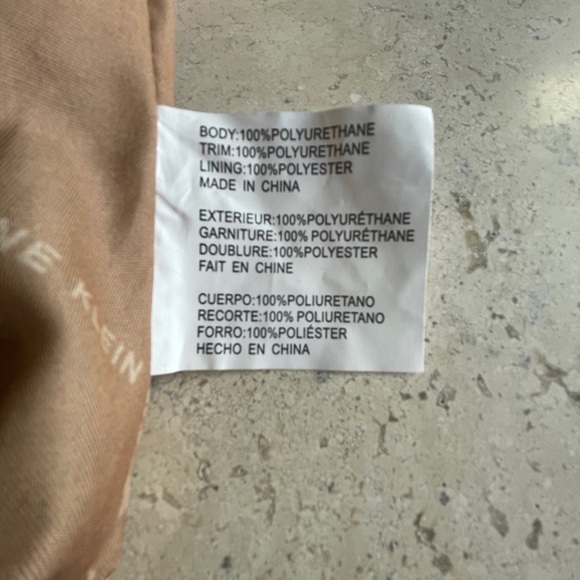 BODY:100%POLYURETHANE
TRIM:100%POLYURETHANE
LINING:100%POLYESTER
MADE IN CHINA
EXTERIEUR:100%POLYURÉTHANE
GARNITURE:100% POLYURÉTHANE
DOUBLURE:100%POLYESTER
FAIT EN CHINE
CUERPO:100%POLIURETANO
RECORTE:100% POLIURETANO
FORRO:100%POLIÉSTER
HECHO EN CHINA
NE KLEIN